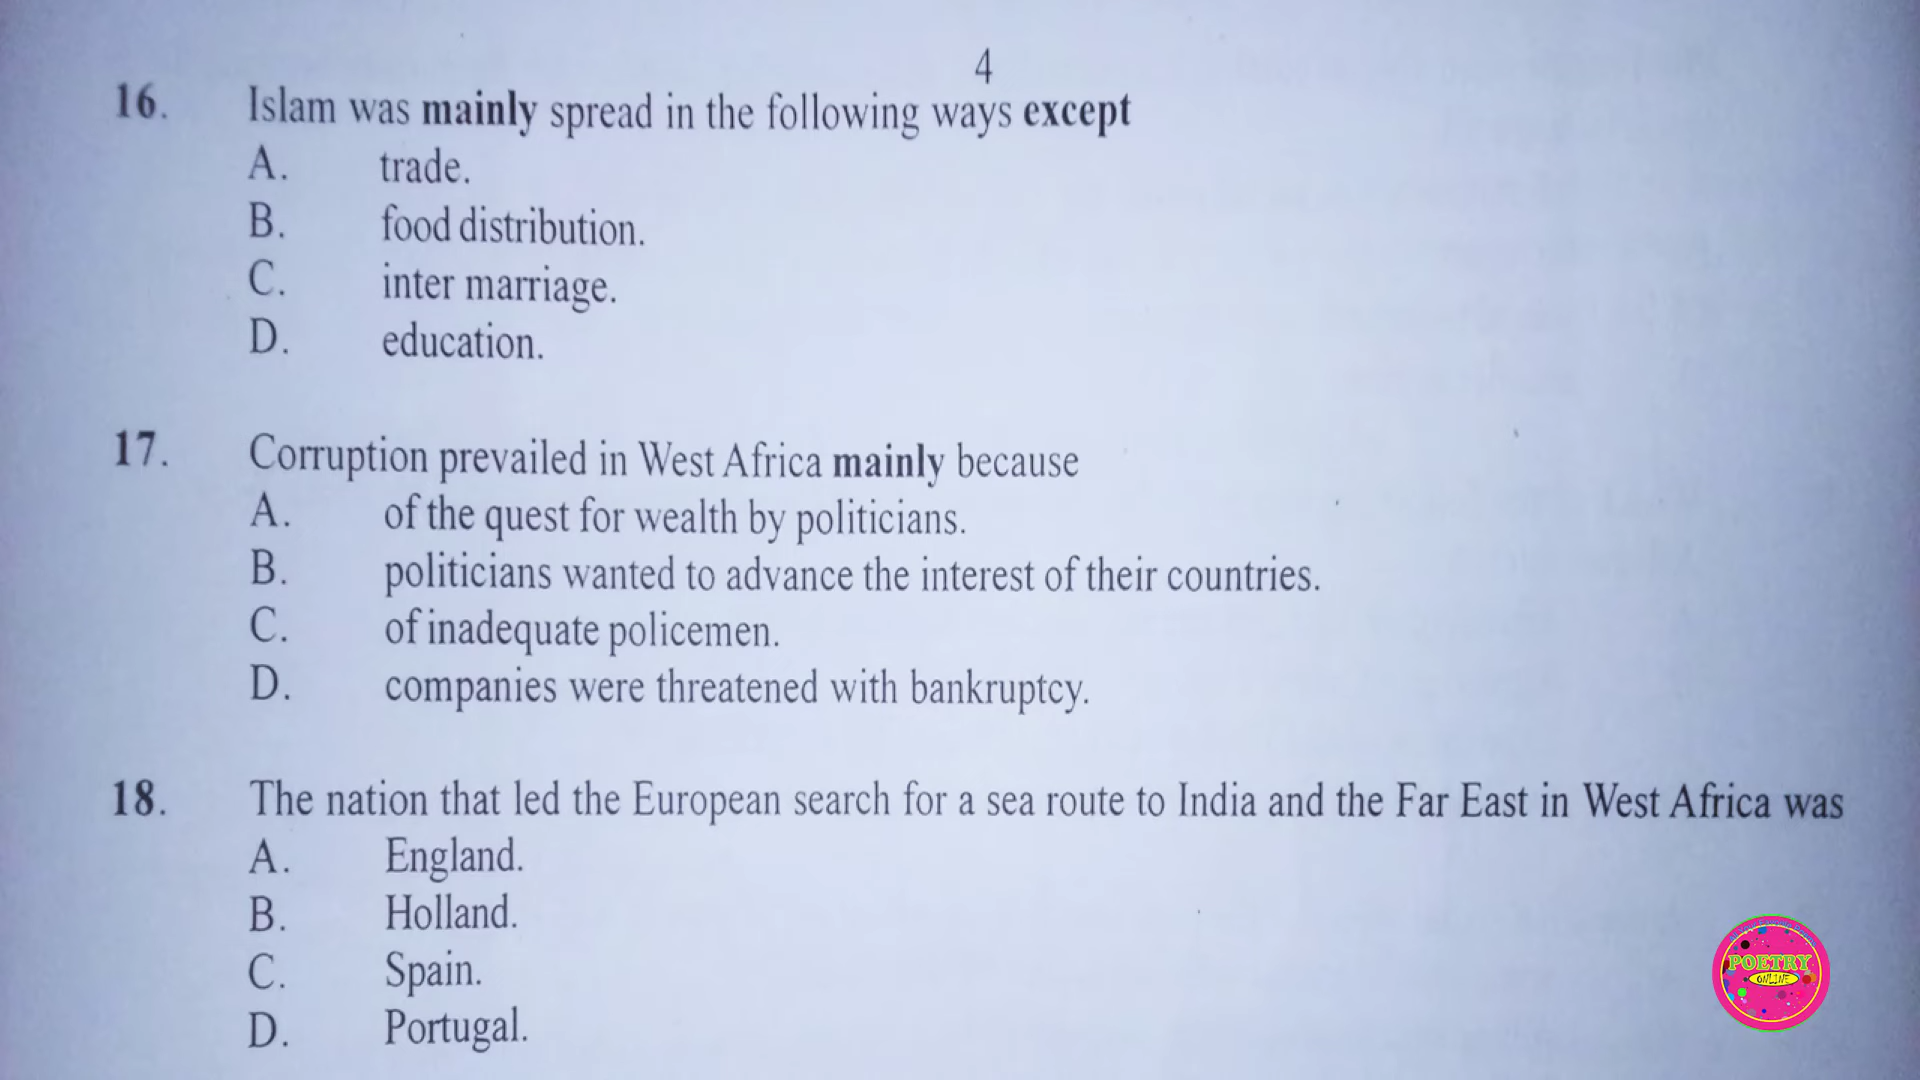 4
16. Islam was mainly spread in the following ways except
A. trade.
B. food distribution.
C. inter marriage.
D. education.
17. Corruption prevailed in West Africa mainly because
A. of the quest for wealth by politicians.
B. politicians wanted to advance the interest of their countries.
C. of inadequate policemen.
D. companies were threatened with bankruptcy.
18. The nation that led the European search for a sea route to India and the Far East in West Africa was
A. England.
B. Holland.
C. Spain.
D. Portugal.
POETRY
ONLINE